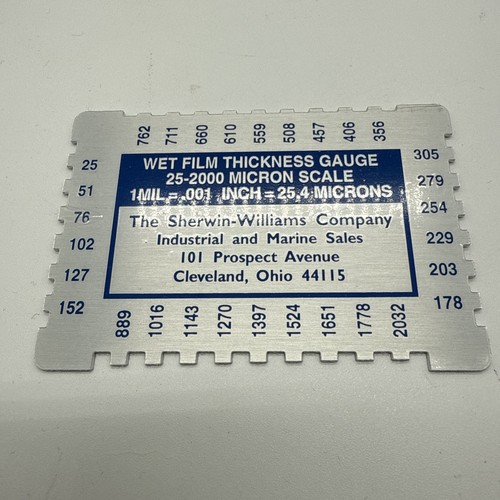 762 711 660 610 559 508 457 406 356
25
51
76
102
127
152
WET FILM THICKNESS GAUGE
25-2000 MICRON SCALE
1 MIL = .001 INCH = 25.4 MICRONS
The Sherwin-Williams Company
Industrial and Marine Sales
101 Prospect Avenue
Cleveland, Ohio 44115
305
279
254
229
203
178
889 1016 1143 1270 1397 1524 1651 1778 2032